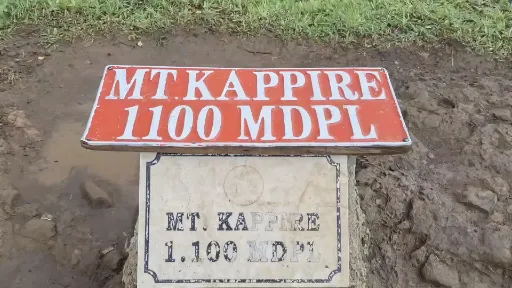 MT KAPPIRE
1100 MDPL
MT. KAPPIRE
1.100 MDPL